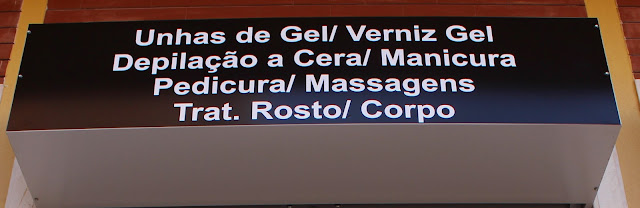 Unhas de Gel/ Verniz Gel
Depilação a Cera/ Manicura
Pedicura/ Massagens
Trat. Rosto/ Corpo